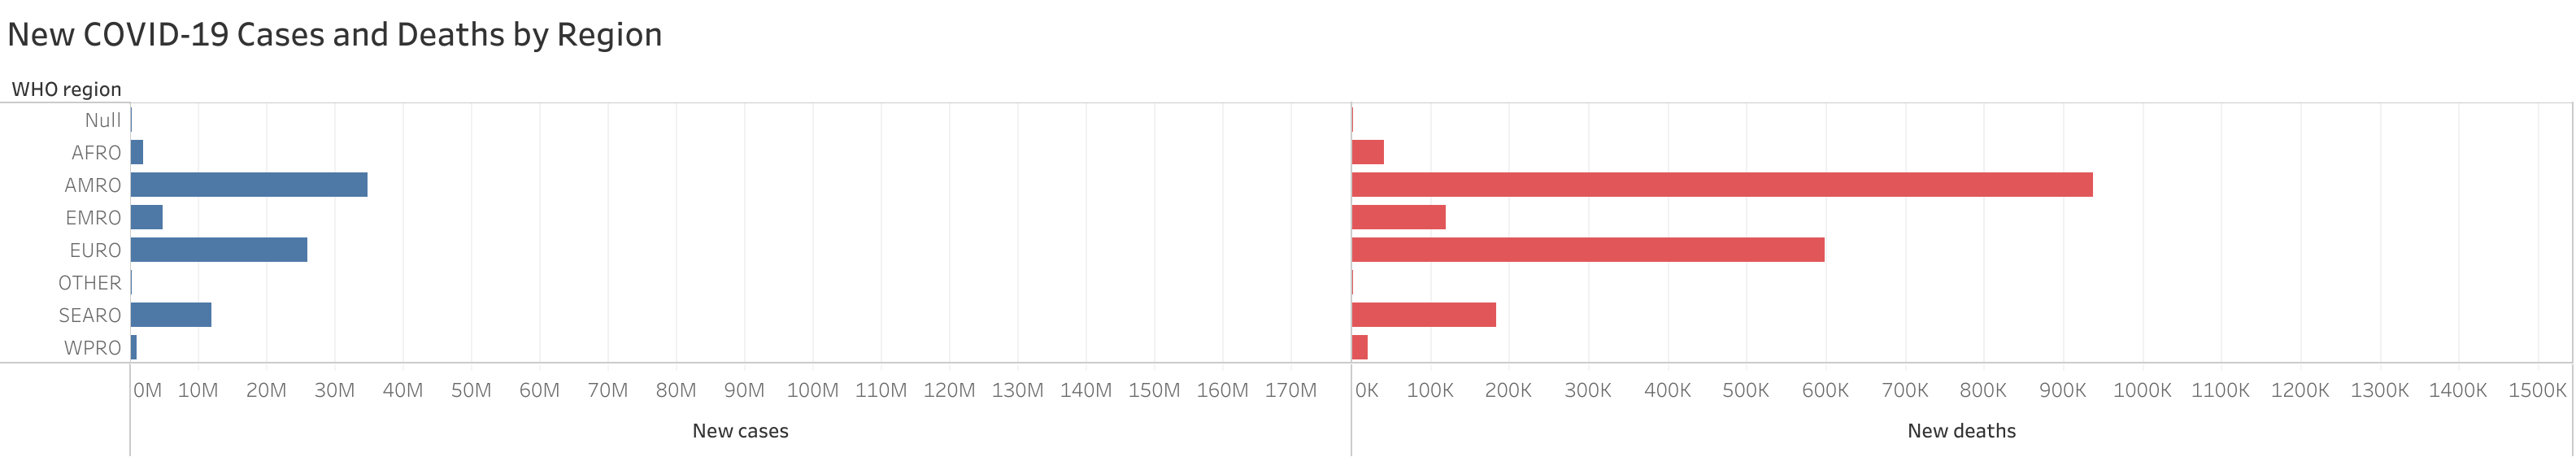 New COVID-19 Cases and Deaths by Region
WHO region
Null
AFRO
AMRO
EMRO
EURO
OTHER
SEARO
WPRO
0M 10M 20M 30M 40M 50M 60M 70M 80M 90M 100M 110M 120M 130M 140M 150M 160M 170M 0K 100K 200K 300K 400K 500K 600K 700K 800K 900K 1000K 1100K 1200K 1300K 1400K 1500K
New cases New deaths